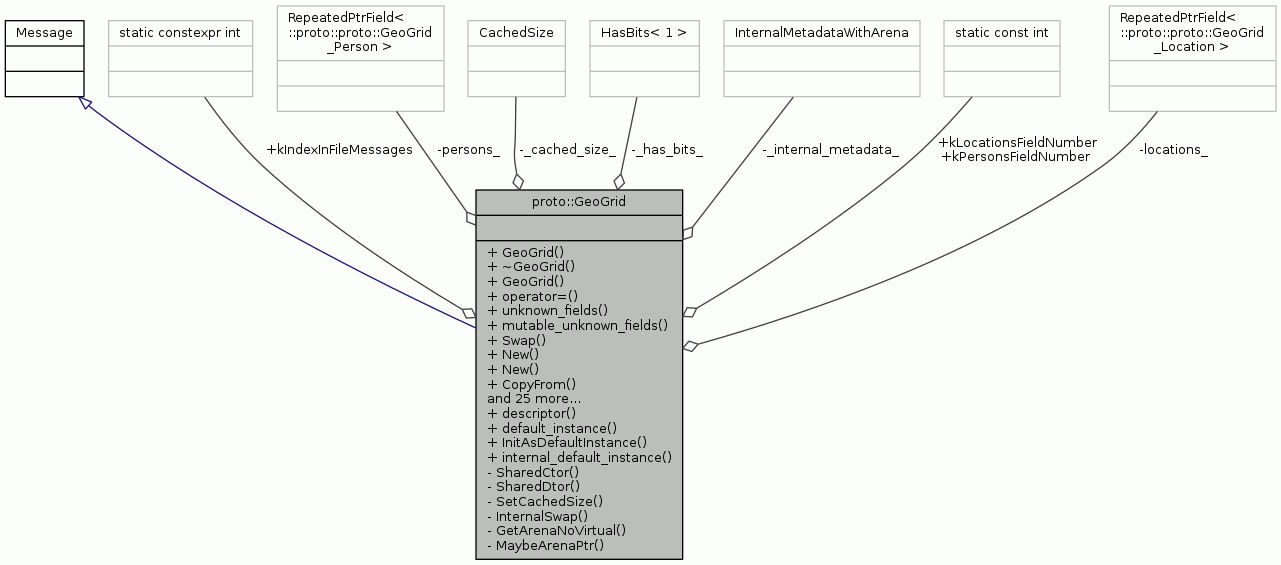 Message
static constexpr int
RepeatedPtrField<
::proto::proto::GeoGrid
_Person >
CachedSize
HasBits< 1 >
InternalMetadataWithArena
static const int
RepeatedPtrField<
::proto::proto::GeoGrid
_Location >
+kIndexInFileMessages
-persons_
-_cached_size_
-_has_bits_
-_internal_metadata_
+kLocationsFieldNumber
+kPersonsFieldNumber
-locations_
proto::GeoGrid
+ GeoGrid()
+ ~GeoGrid()
+ GeoGrid()
+ operator=()
+ unknown_fields()
+ mutable_unknown_fields()
+ Swap()
+ New()
+ New()
+ CopyFrom()
and 25 more...
+ descriptor()
+ default_instance()
+ InitAsDefaultInstance()
+ internal_default_instance()
- SharedCtor()
- SharedDtor()
- SetCachedSize()
- InternalSwap()
- GetArenaNoVirtual()
- MaybeArenaPtr()